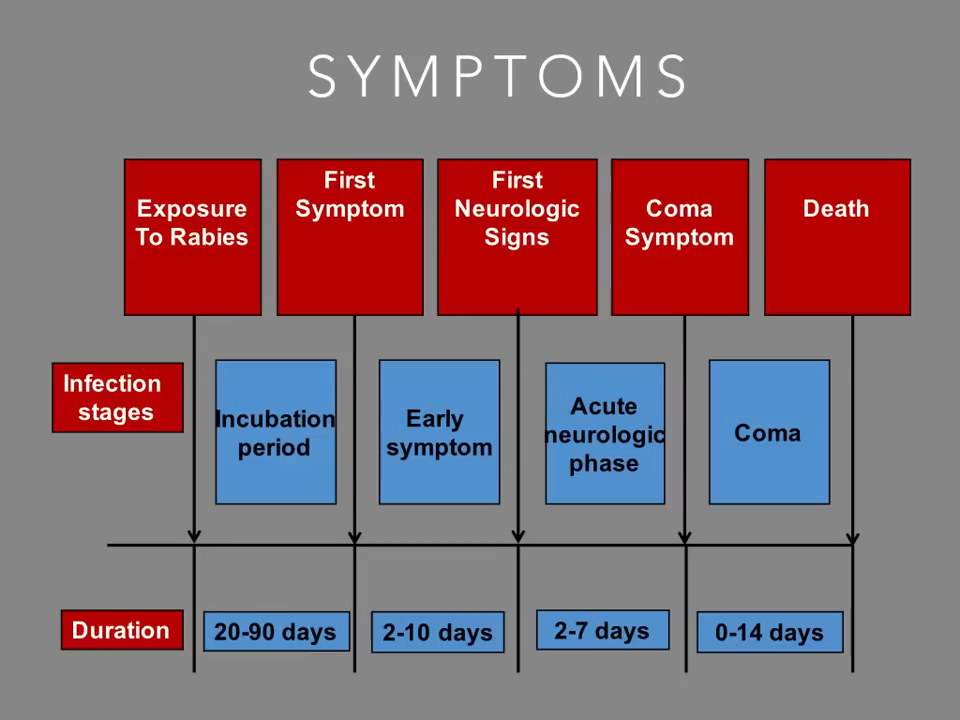 SYMPTOMS
Exposure
To Rabies
First
Symptom
First
Neurologic
Signs
Coma
Symptom
Death
Infection
stages
Incubation
period
Early
symptom
Acute
neurologic
phase
Coma
Duration
20-90 days
2-10 days
2-7 days
0-14 days